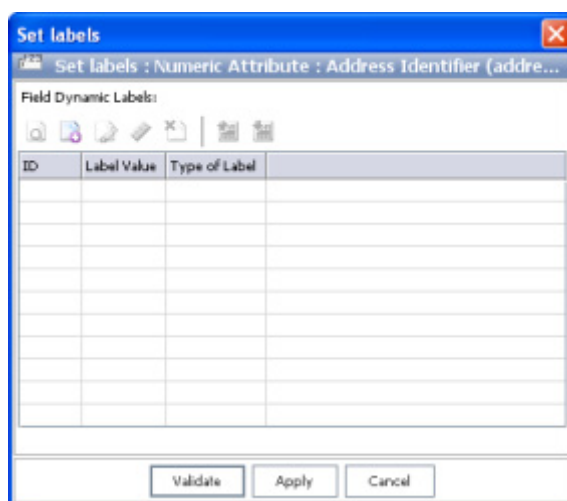 Set labels
Set labels : Numeric Attribute : Address Identifier (addre...
Field Dynamic Labels:
ID Label Value Type of Label
Validate Apply Cancel